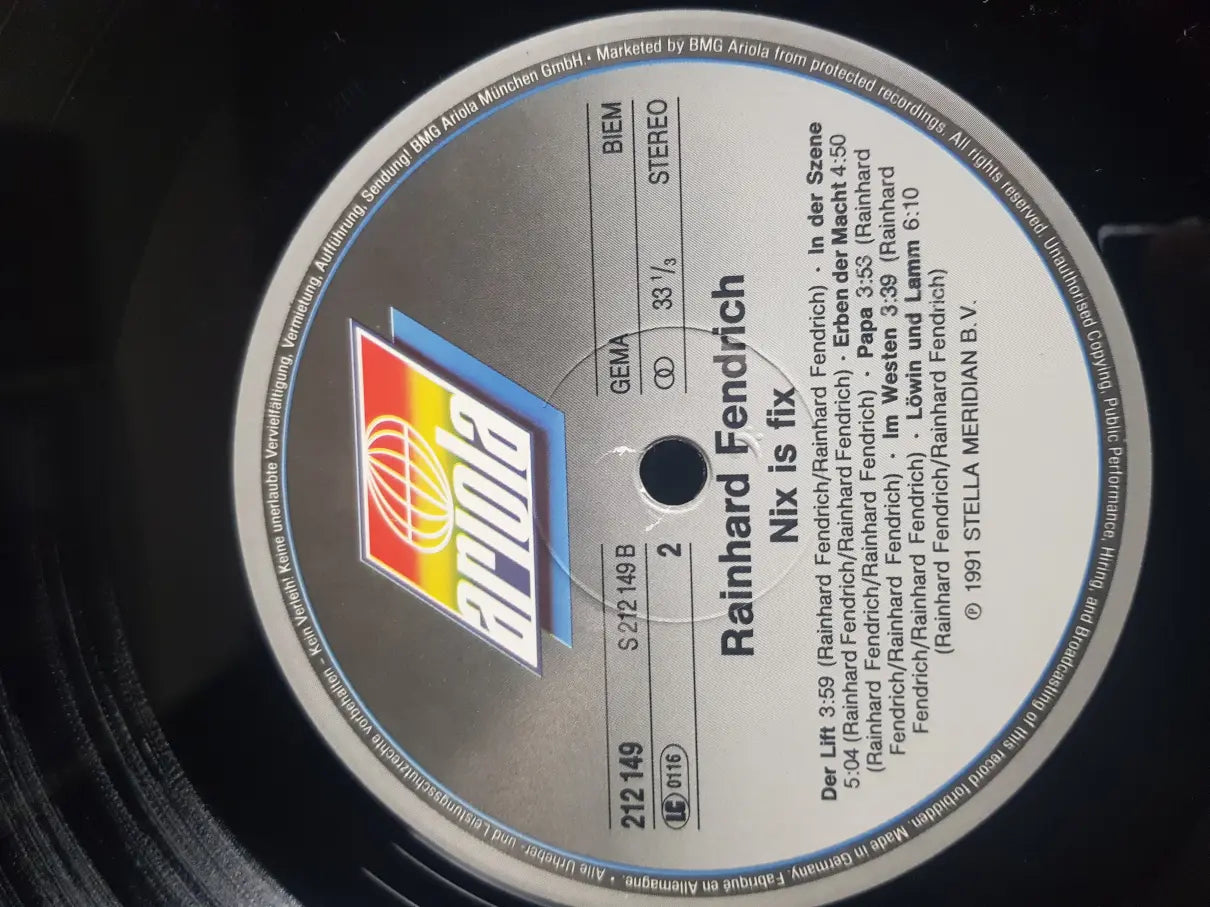 ariola
GEMA BIEM
33 1/3 STEREO
212 149 S 212 149 B
LC 0116 2
Rainhard Fendrich
Nix is fix
Der Lift 3:59 (Rainhard Fendrich/Rainhard Fendrich) · In der Szene
5:04 (Rainhard Fendrich/Rainhard Fendrich) · Erben der Macht 4:50
(Rainhard Fendrich/Rainhard Fendrich) · Papa 3:53 (Rainhard
Fendrich/Rainhard Fendrich) · Im Westen 3:39 (Rainhard
Fendrich/Rainhard Fendrich) · Löwin und Lamm 6:10
(Rainhard Fendrich/Rainhard Fendrich)
℗ 1991 STELLA MERIDIAN B.V.
• Alle Urheber- und Leistungsschutzrechte vorbehalten - Kein Verleih! Keine unerlaubte Vervielfältigung, Vermietung, Aufführung, Sendung! BMG Ariola München GmbH. • Marketed by BMG Ariola from protected recordings. All rights reserved. Unauthorised Copying, Public Performance, Hiring, and Broadcasting of this record forbidden. Made in Germany. Fabriqué en Allemagne.